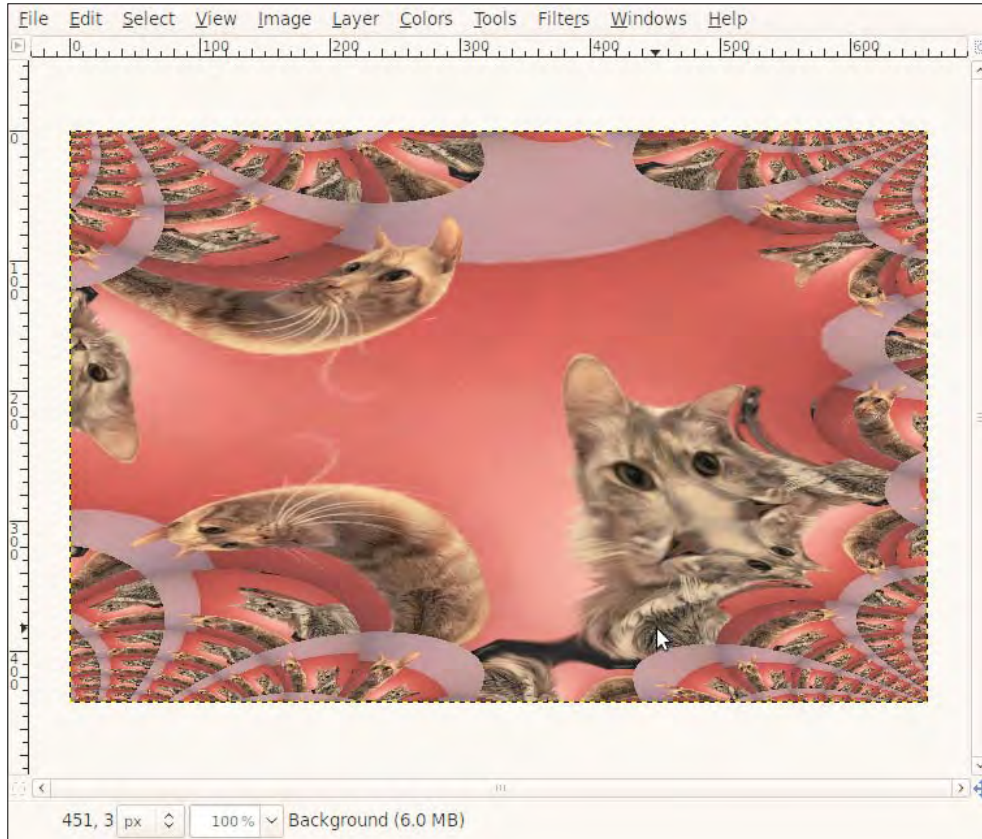 File Edit Select View Image Layer Colors Tools Filters Windows Help
0 100 200 300 400 500 600
0
100
200
300
400
451, 3 px 100 % Background (6.0 MB)